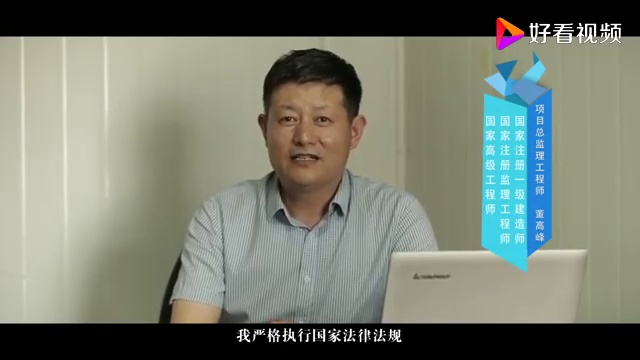 好看视频
项目总监理工程师 董高峰
国家注册一级建造师
国家注册监理工程师
国家高级工程师
lenovo
我严格执行国家法律法规